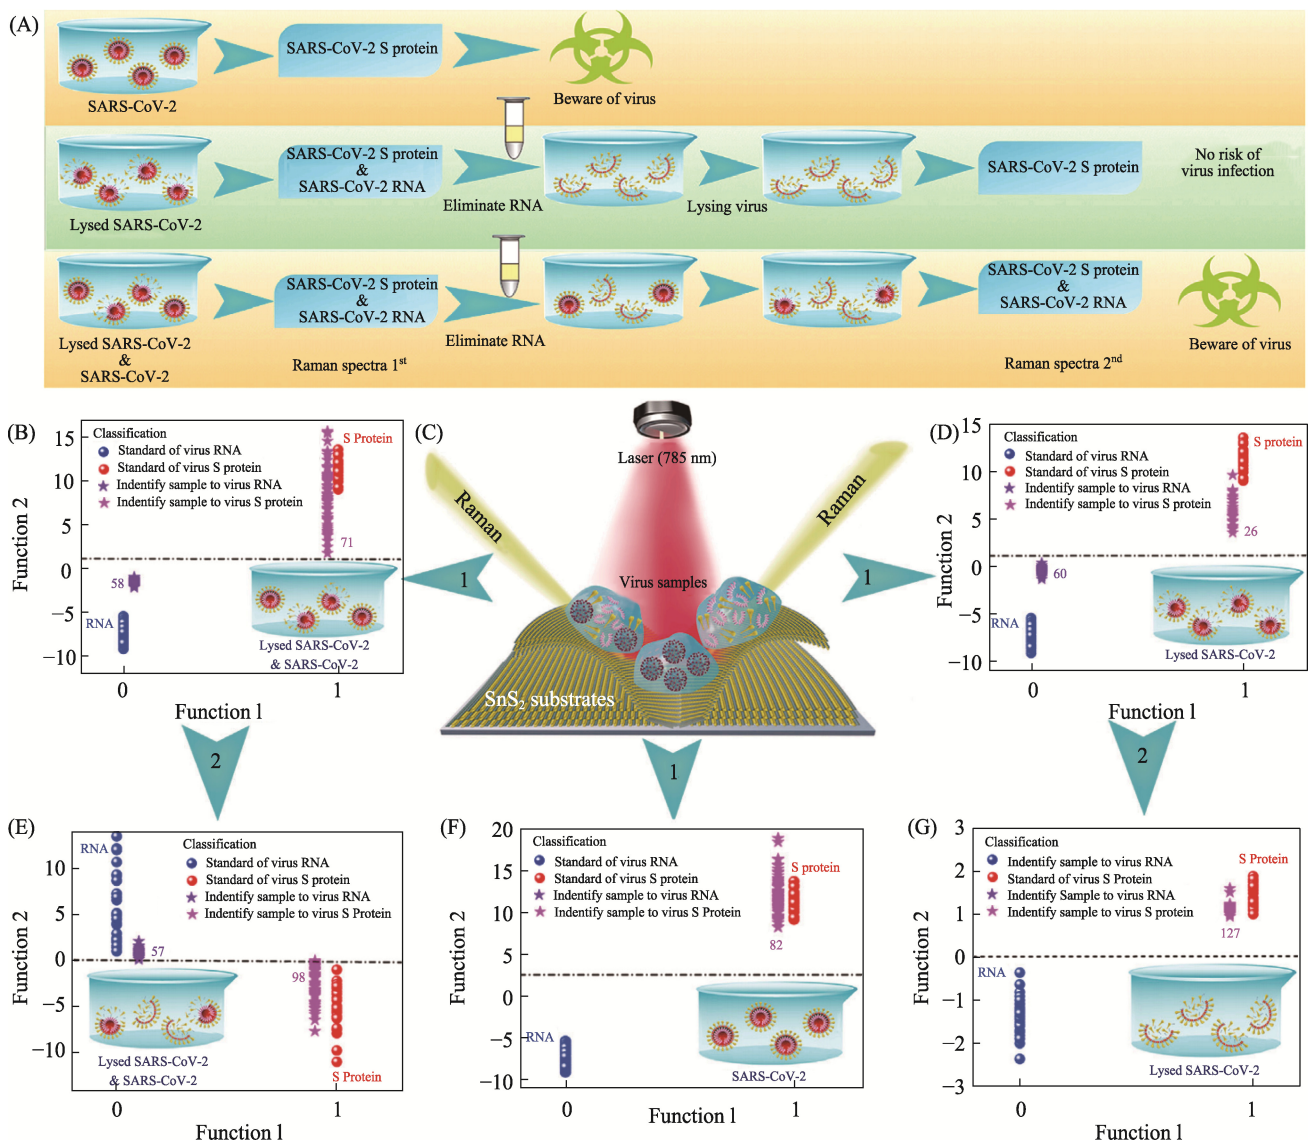 (A)
SARS-CoV-2 S protein
SARS-CoV-2
Beware of virus
SARS-CoV-2 S protein
&
SARS-CoV-2 RNA
SARS-CoV-2 S protein
No risk of
virus infection
Eliminate RNA
Lysing virus
Lysed SARS-CoV-2
SARS-CoV-2 S protein
&
SARS-CoV-2 RNA
SARS-CoV-2 S protein
&
SARS-CoV-2 RNA
Eliminate RNA
Beware of virus
Lysed SARS-CoV-2
&
SARS-CoV-2
Raman spectra 1st
Raman spectra 2nd
(B)
Classification
Standard of virus RNA
Standard of virus S protein
Indentify sample to virus RNA
Indentify sample to virus S protein
S Protein
71
58
RNA
Lysed SARS-CoV-2
& SARS-CoV-2
15
10
5
0
−5
−10
Function 2
0
1
Function 1
(C)
Laser (785 nm)
Raman
Raman
Virus samples
SnS2 substrates
1
1
1
(D)
Classification
Standard of virus RNA
Standard of virus S protein
Indentify sample to virus RNA
Indentify sample to virus S protein
S protein
26
60
RNA
Lysed SARS-CoV-2
15
10
5
0
−5
−10
Function 2
0
1
Function 1
2
2
(E)
RNA
Classification
Standard of virus RNA
Standard of virus S protein
Indentify sample to virus RNA
Indentify sample to virus S Protein
57
98
Lysed SARS-CoV-2
& SARS-CoV-2
S Protein
10
5
0
−5
−10
Function 2
0
1
Function 1
(F)
Classification
Standard of virus RNA
Standard of virus S protein
Indentify sample to virus RNA
Indentify sample to virus S Protein
S protein
82
RNA
SARS-CoV-2
20
15
10
5
0
−5
−10
Function 2
0
1
Function 1
(G)
Classification
Indentify sample to virus RNA
Standard of virus S Protein
Indentify Sample to virus RNA
Indentify sample to virus S protein
S Protein
127
RNA
Lysed SARS-CoV-2
3
2
1
0
−1
−2
−3
Function 2
0
1
Function 1